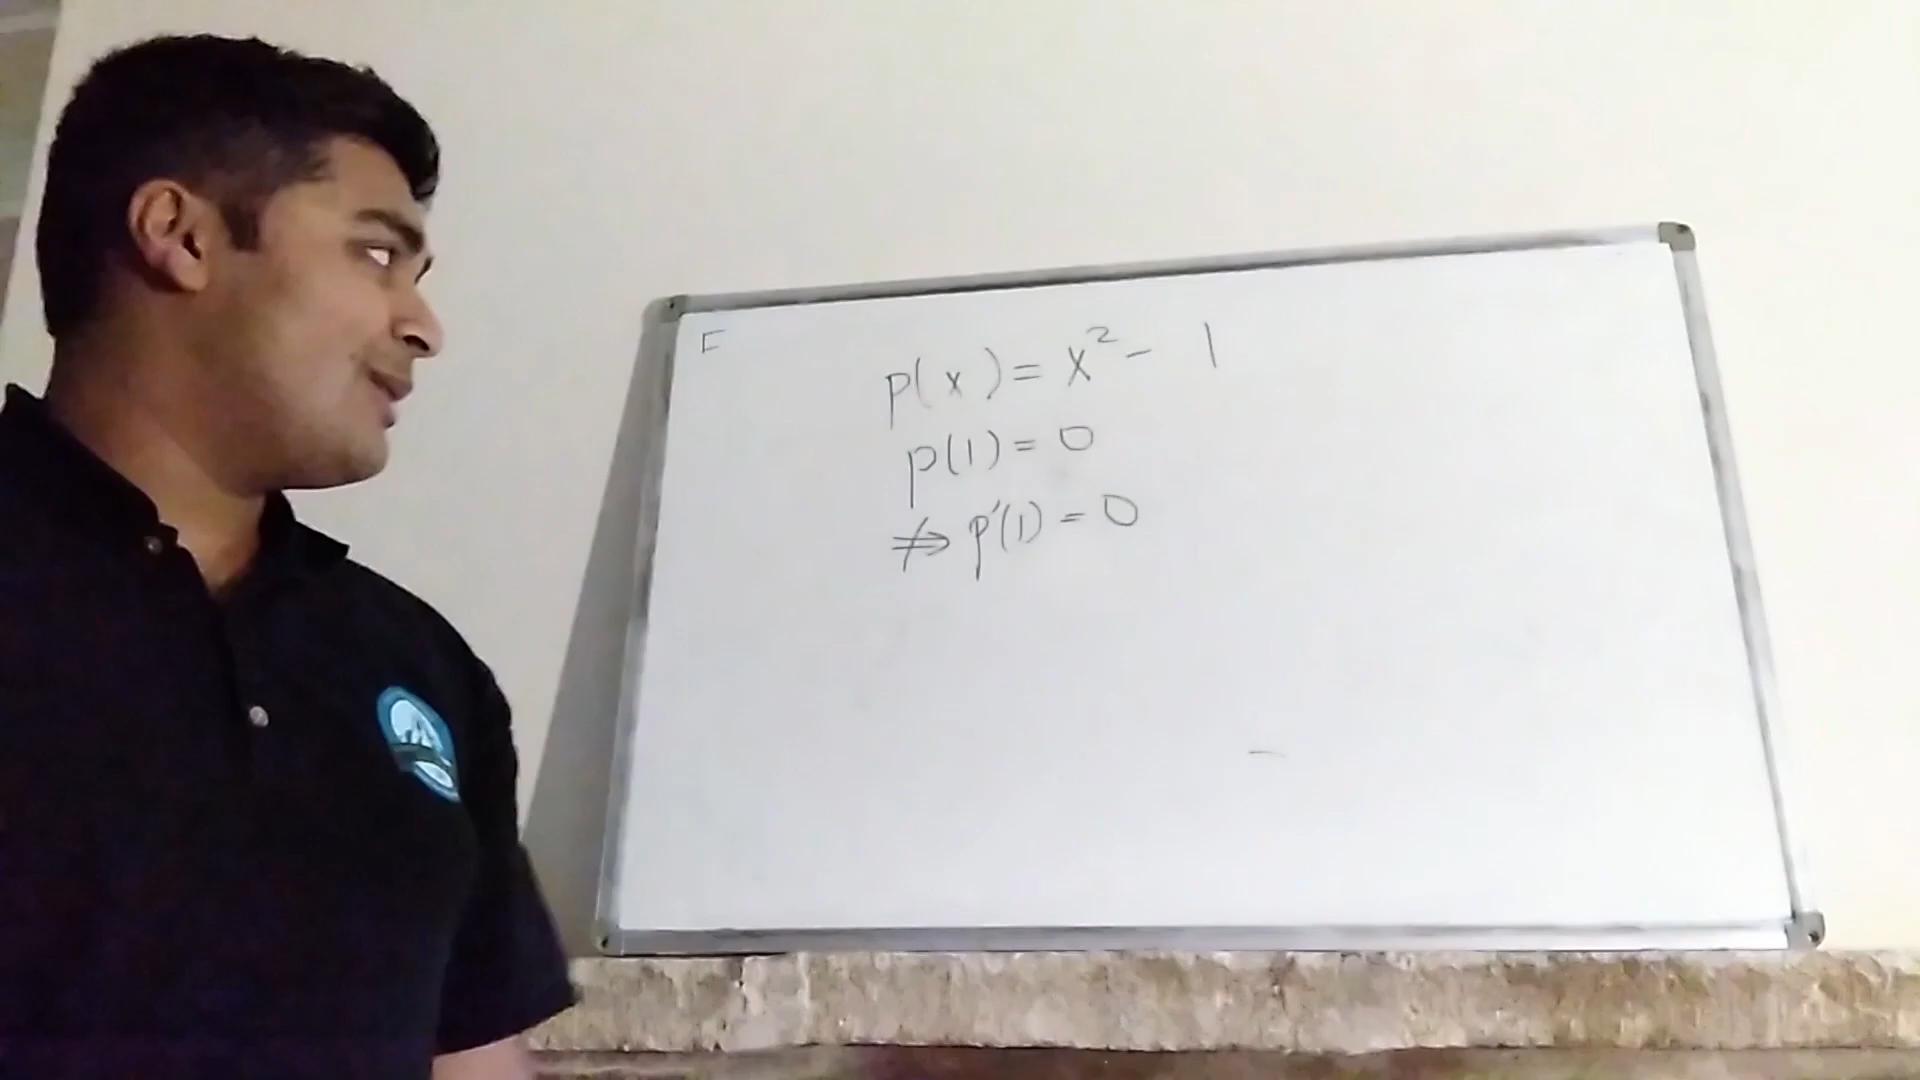 E
p(x) = x² - 1
p(1) = 0
⇏ p'(1) = 0